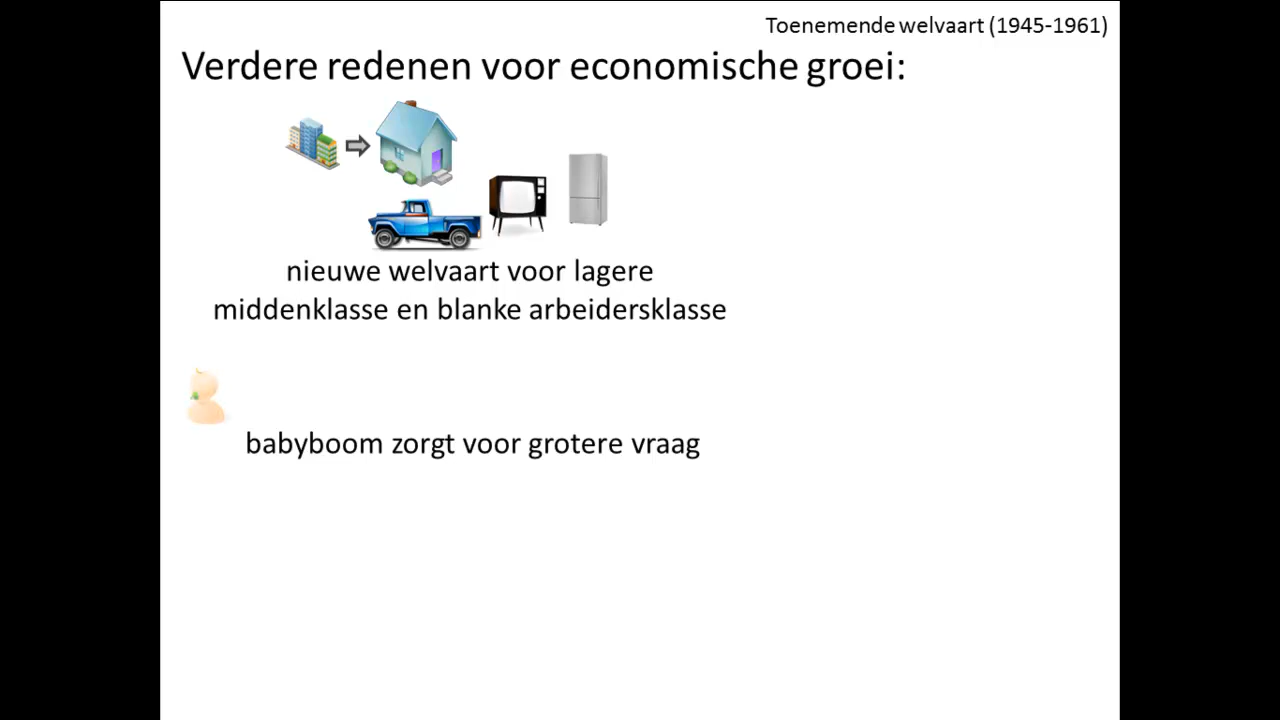 Toenemende welvaart (1945-1961)
Verdere redenen voor economische groei:
nieuwe welvaart voor lagere
middenklasse en blanke arbeidersklasse
babyboom zorgt voor grotere vraag